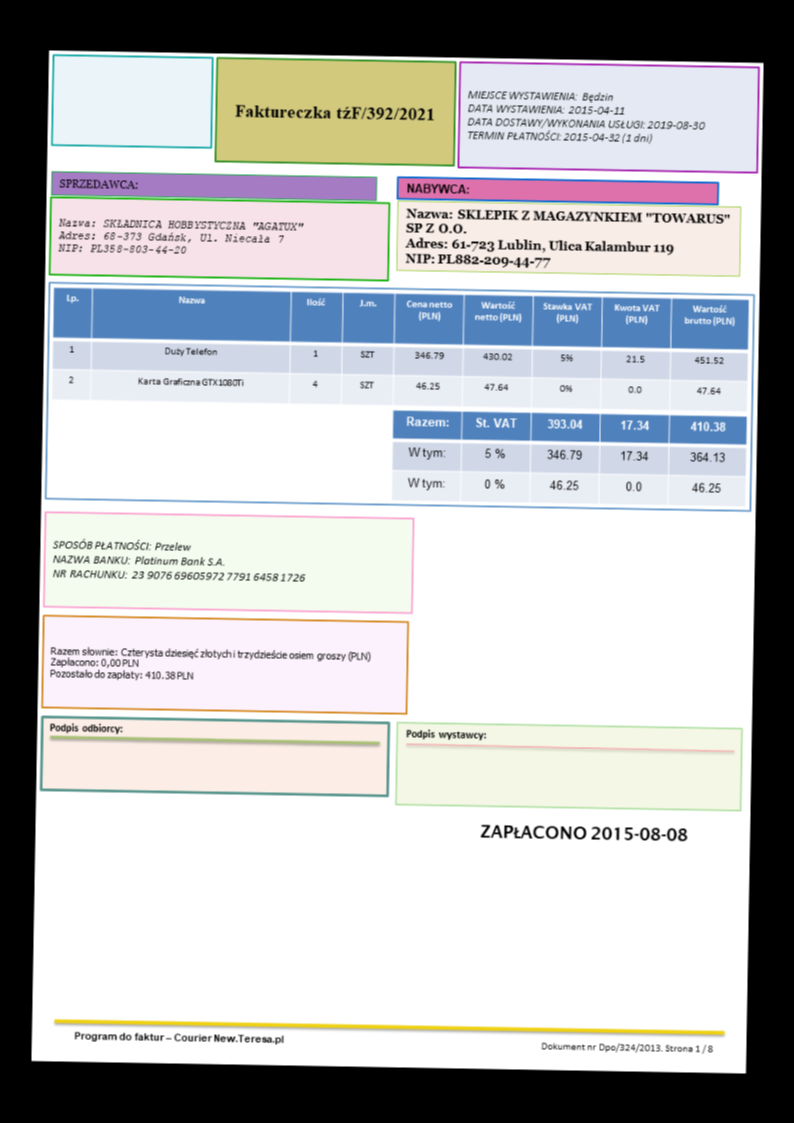 Faktureczka tźF/392/2021
MIEJSCE WYSTAWIENIA: Będzin
DATA WYSTAWIENIA: 2015-04-11
DATA DOSTAWY/WYKONANIA USŁUGI: 2019-08-30
TERMIN PŁATNOŚCI: 2015-04-32 (1 dni)
SPRZEDAWCA:
Nazwa: SKŁADNICA HOBBYSTYCZNA "AGATUX"
Adres: 68-373 Gdańsk, Ul. Niecała 7
NIP: PL358-803-44-20
NABYWCA:
Nazwa: SKLEPIK Z MAGAZYNKIEM "TOWARUS"
SP Z O.O.
Adres: 61-723 Lublin, Ulica Kalambur 119
NIP: PL882-209-44-77
Lp. Nazwa Ilość J.m. Cena netto (PLN) Wartość netto (PLN) Stawka VAT (PLN) Kwota VAT (PLN) Wartość brutto (PLN)
1 Duży Telefon 1 SZT 346.79 430.02 5% 21.5 451.52
2 Karta Graficzna GTX1080Ti 4 SZT 46.25 47.64 0% 0.0 47.64
Razem: St. VAT 393.04 17.34 410.38
W tym: 5 % 346.79 17.34 364.13
W tym: 0 % 46.25 0.0 46.25
SPOSÓB PŁATNOŚCI: Przelew
NAZWA BANKU: Platinum Bank S.A.
NR RACHUNKU: 23 9076 69605972 7791 6458 1726
Razem słownie: Czterysta dziesięć złotych i trzydzieście osiem groszy (PLN)
Zapłacono: 0,00 PLN
Pozostało do zapłaty: 410.38 PLN
Podpis odbiorcy:
Podpis wystawcy:
ZAPŁACONO 2015-08-08
Program do faktur – Courier New.Teresa.pl
Dokument nr Dpo/324/2013. Strona 1 / 8